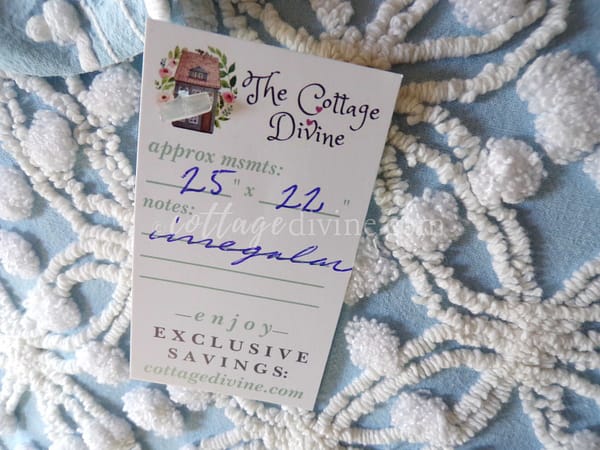 The Cottage
Divine
approx msmts:
25 " x 22 "
notes:
irregular
cottagedivine.com
—enjoy—
EXCLUSIVE
SAVINGS:
cottagedivine.com